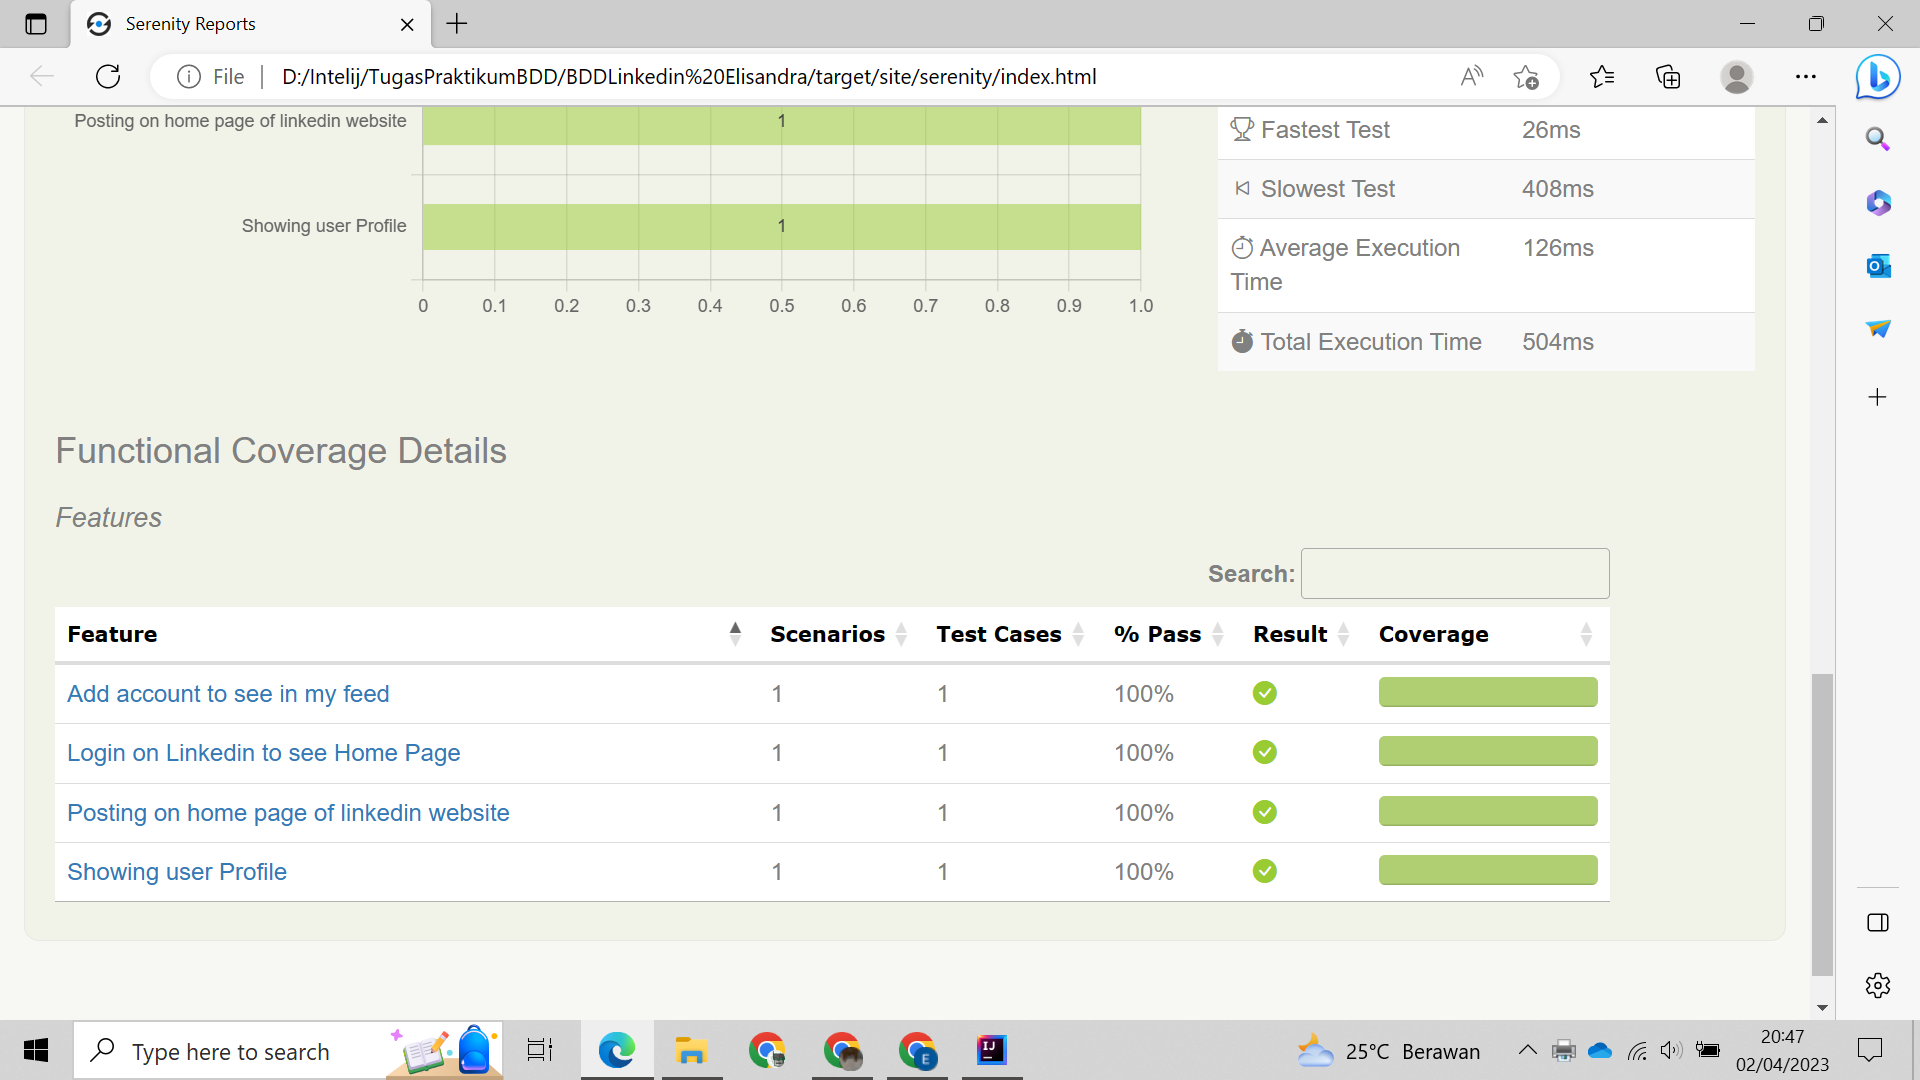 Serenity Reports
File
D:/Intelij/TugasPraktikumBDD/BDDLinkedin%20Elisandra/target/site/serenity/index.html
Posting on home page of linkedin website
1
Showing user Profile
1
0 0.1 0.2 0.3 0.4 0.5 0.6 0.7 0.8 0.9 1.0
Fastest Test 26ms
Slowest Test 408ms
Average Execution 126ms
Time
Total Execution Time 504ms
Functional Coverage Details
Features
Search:
Feature Scenarios Test Cases % Pass Result Coverage
Add account to see in my feed 1 1 100%
Login on Linkedin to see Home Page 1 1 100%
Posting on home page of linkedin website 1 1 100%
Showing user Profile 1 1 100%
Type here to search
E
IJ
25°C Berawan
20:47
02/04/2023